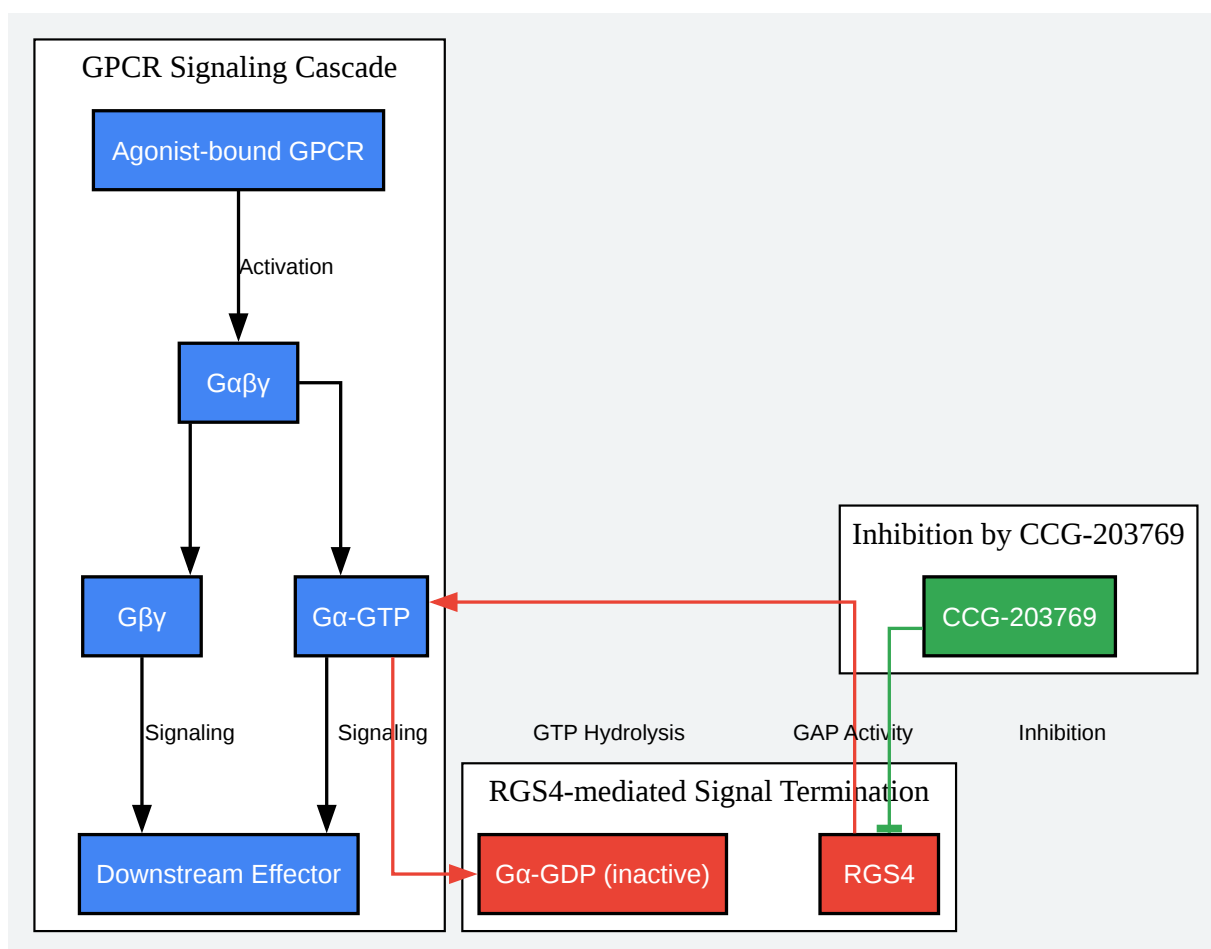 GPCR Signaling Cascade
Agonist-bound GPCR
Activation
Gαβγ
Inhibition by CCG-203769
Gβγ
Gα-GTP
CCG-203769
Signaling
Signaling
GTP Hydrolysis
GAP Activity
Inhibition
RGS4-mediated Signal Termination
Downstream Effector
Gα-GDP (inactive)
RGS4